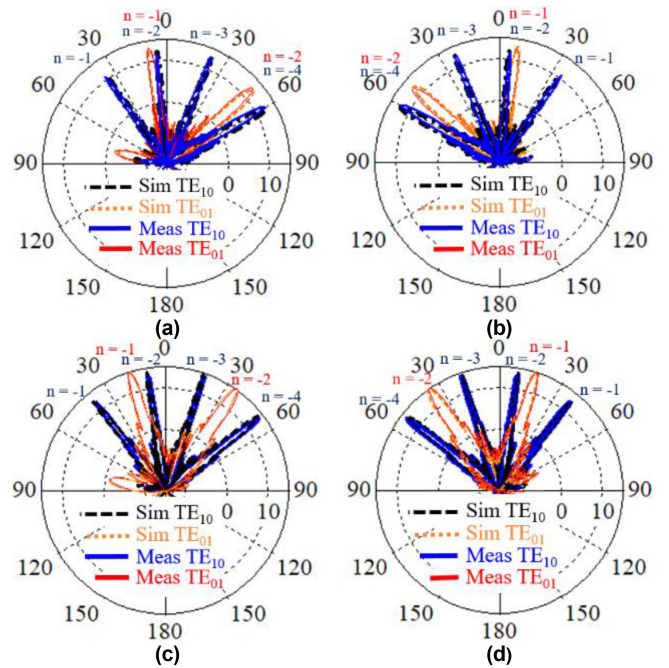 n = -1
0
n = -2
30
n = -1
n = -3
30
n = -2
n = -4
60
60
90
90
Sim TE10
0
10
Sim TE01
Meas TE10
120
120
Meas TE01
150
150
180
(a)
n = -1
0
n = -2
30
n = -3
30
n = -1
n = -2
n = -4
60
60
90
90
Sim TE10
0
10
Sim TE01
Meas TE10
120
120
Meas TE01
150
150
180
(b)
n = -1
0
n = -2
n = -3
30
30
n = -1
n = -2
n = -4
60
60
90
90
Sim TE10
0
10
Sim TE01
Meas TE10
120
120
Meas TE01
150
150
180
(c)
0
n = -1
n = -3
n = -2
30
30
n = -2
n = -1
n = -4
60
60
90
90
Sim TE10
0
10
Sim TE01
Meas TE10
120
120
Meas TE01
150
150
180
(d)